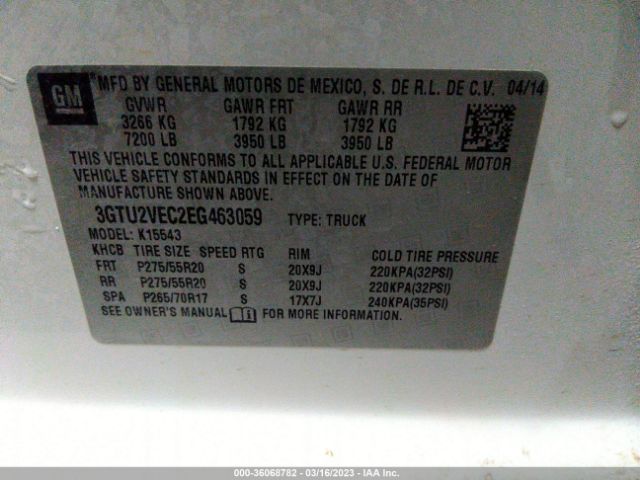 GM
MFD BY GENERAL MOTORS DE MEXICO, S. DE R.L. DE C.V. 04/14
GVWR GAWR FRT GAWR RR
3266 KG 1792 KG 1792 KG
7200 LB 3950 LB 3950 LB
THIS VEHICLE CONFORMS TO ALL APPLICABLE U.S. FEDERAL MOTOR
VEHICLE SAFETY STANDARDS IN EFFECT ON THE DATE OF
MANUFACTURE SHOWN ABOVE.
3GTU2VEC2EG463059 TYPE: TRUCK
MODEL: K15543
KHCB TIRE SIZE SPEED RTG RIM COLD TIRE PRESSURE
FRT P275/55R20 S 20X9J 220KPA(32PSI)
RR P275/55R20 S 20X9J 220KPA(32PSI)
SPA P265/70R17 S 17X7J 240KPA(35PSI)
SEE OWNER'S MANUAL i FOR MORE INFORMATION.
000-36068782 - 03/16/2023 - IAA Inc.